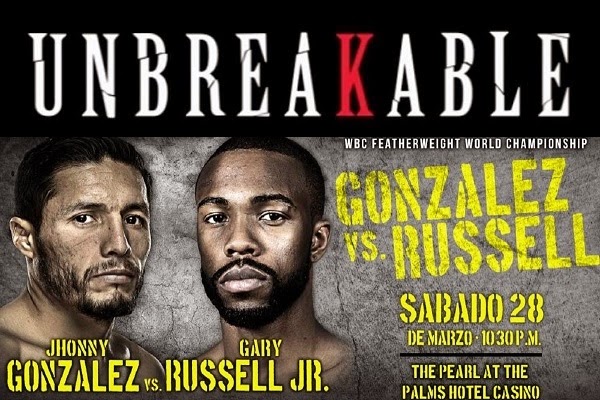 UNBREAKABLE
WBC FEATHERWEIGHT WORLD CHAMPIONSHIP
GONZALEZ
VS. RUSSELL
SABADO 28
DE MARZO · 10:30 P.M.
THE PEARL AT THE
PALMS HOTEL CASINO
JHONNY GONZALEZ VS. GARY RUSSELL JR.